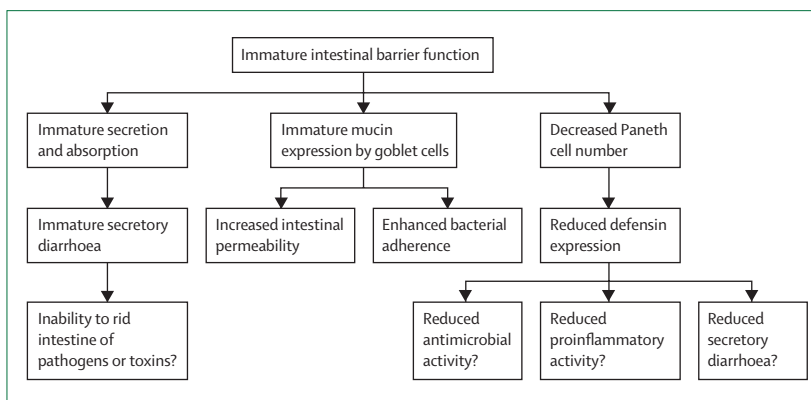 Immature intestinal barrier function
Immature secretion
and absorption
Immature mucin
expression by goblet cells
Decreased Paneth
cell number
Immature secretory
diarrhoea
Increased intestinal
permeability
Enhanced bacterial
adherence
Reduced defensin
expression
Inability to rid
intestine of
pathogens or toxins?
Reduced
antimicrobial
activity?
Reduced
proinflammatory
activity?
Reduced
secretory
diarrhoea?